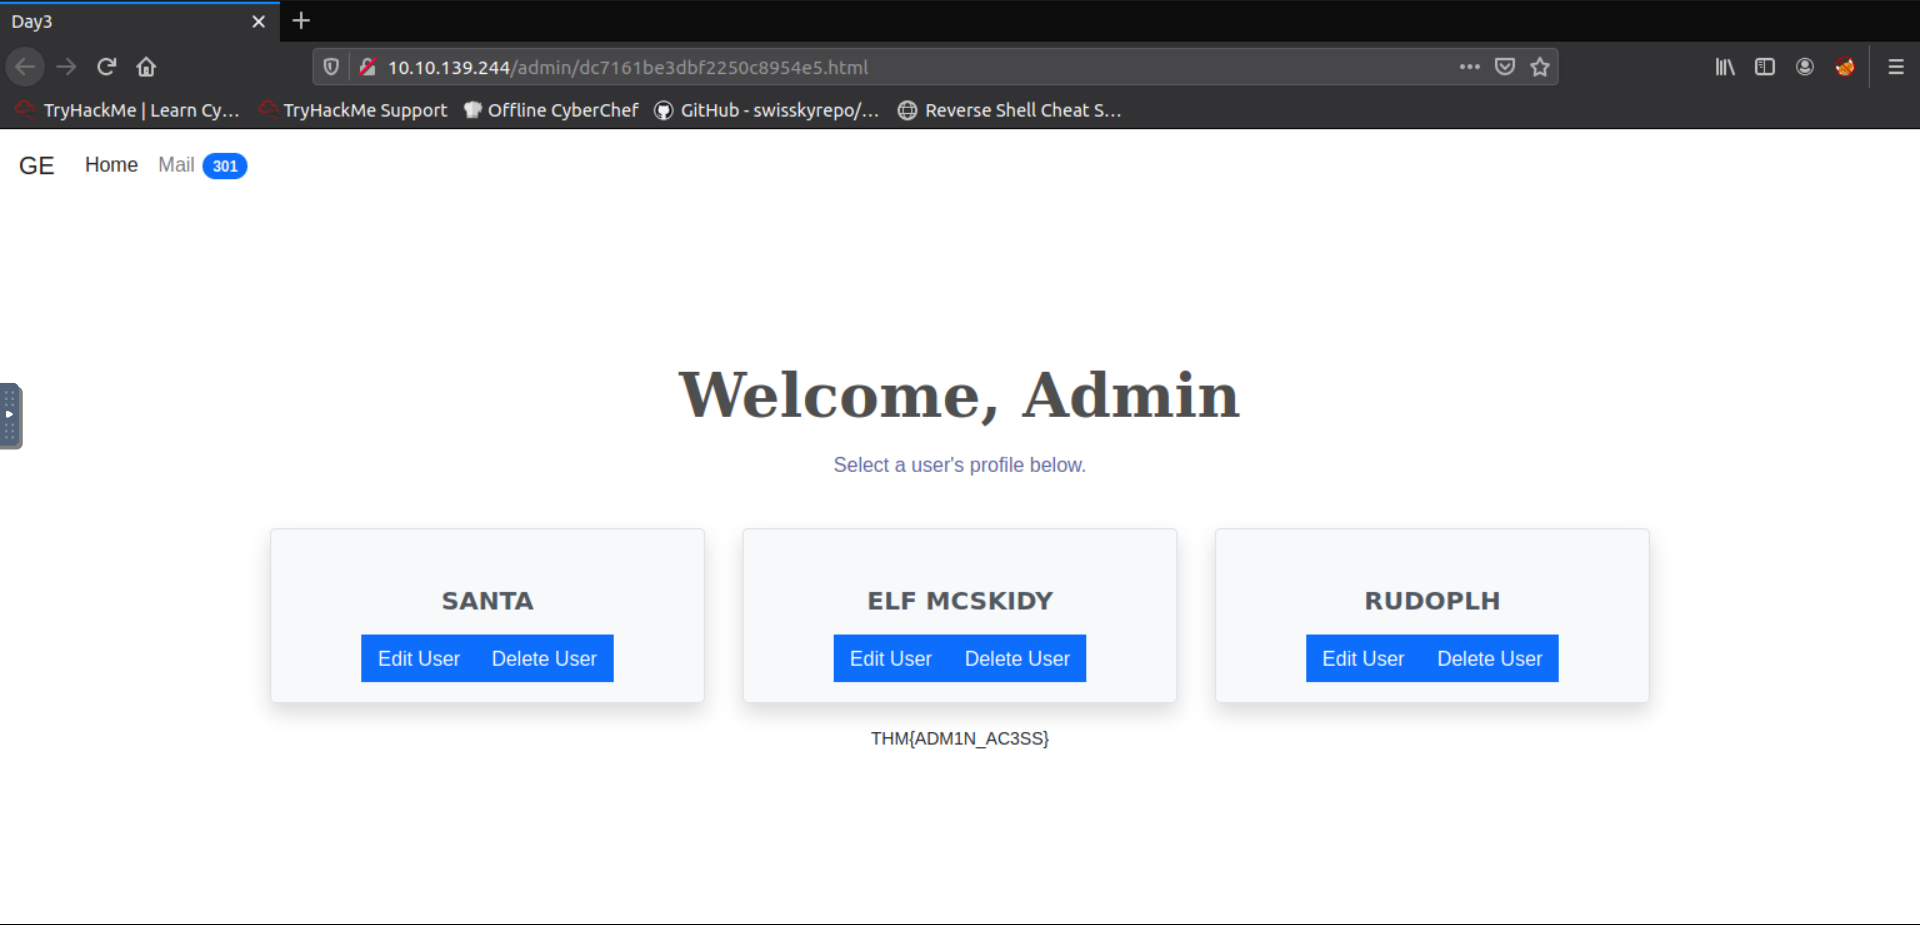 Day3
10.10.139.244/admin/dc7161be3dbf2250c8954e5.html
TryHackMe | Learn Cy... TryHackMe Support Offline CyberChef GitHub - swisskyrepo/... Reverse Shell Cheat S...
GE Home Mail 301
Welcome, Admin
Select a user's profile below.
SANTA ELF MCSKIDY RUDOPLH
Edit User Delete User Edit User Delete User Edit User Delete User
THM{ADM1N_AC3SS}